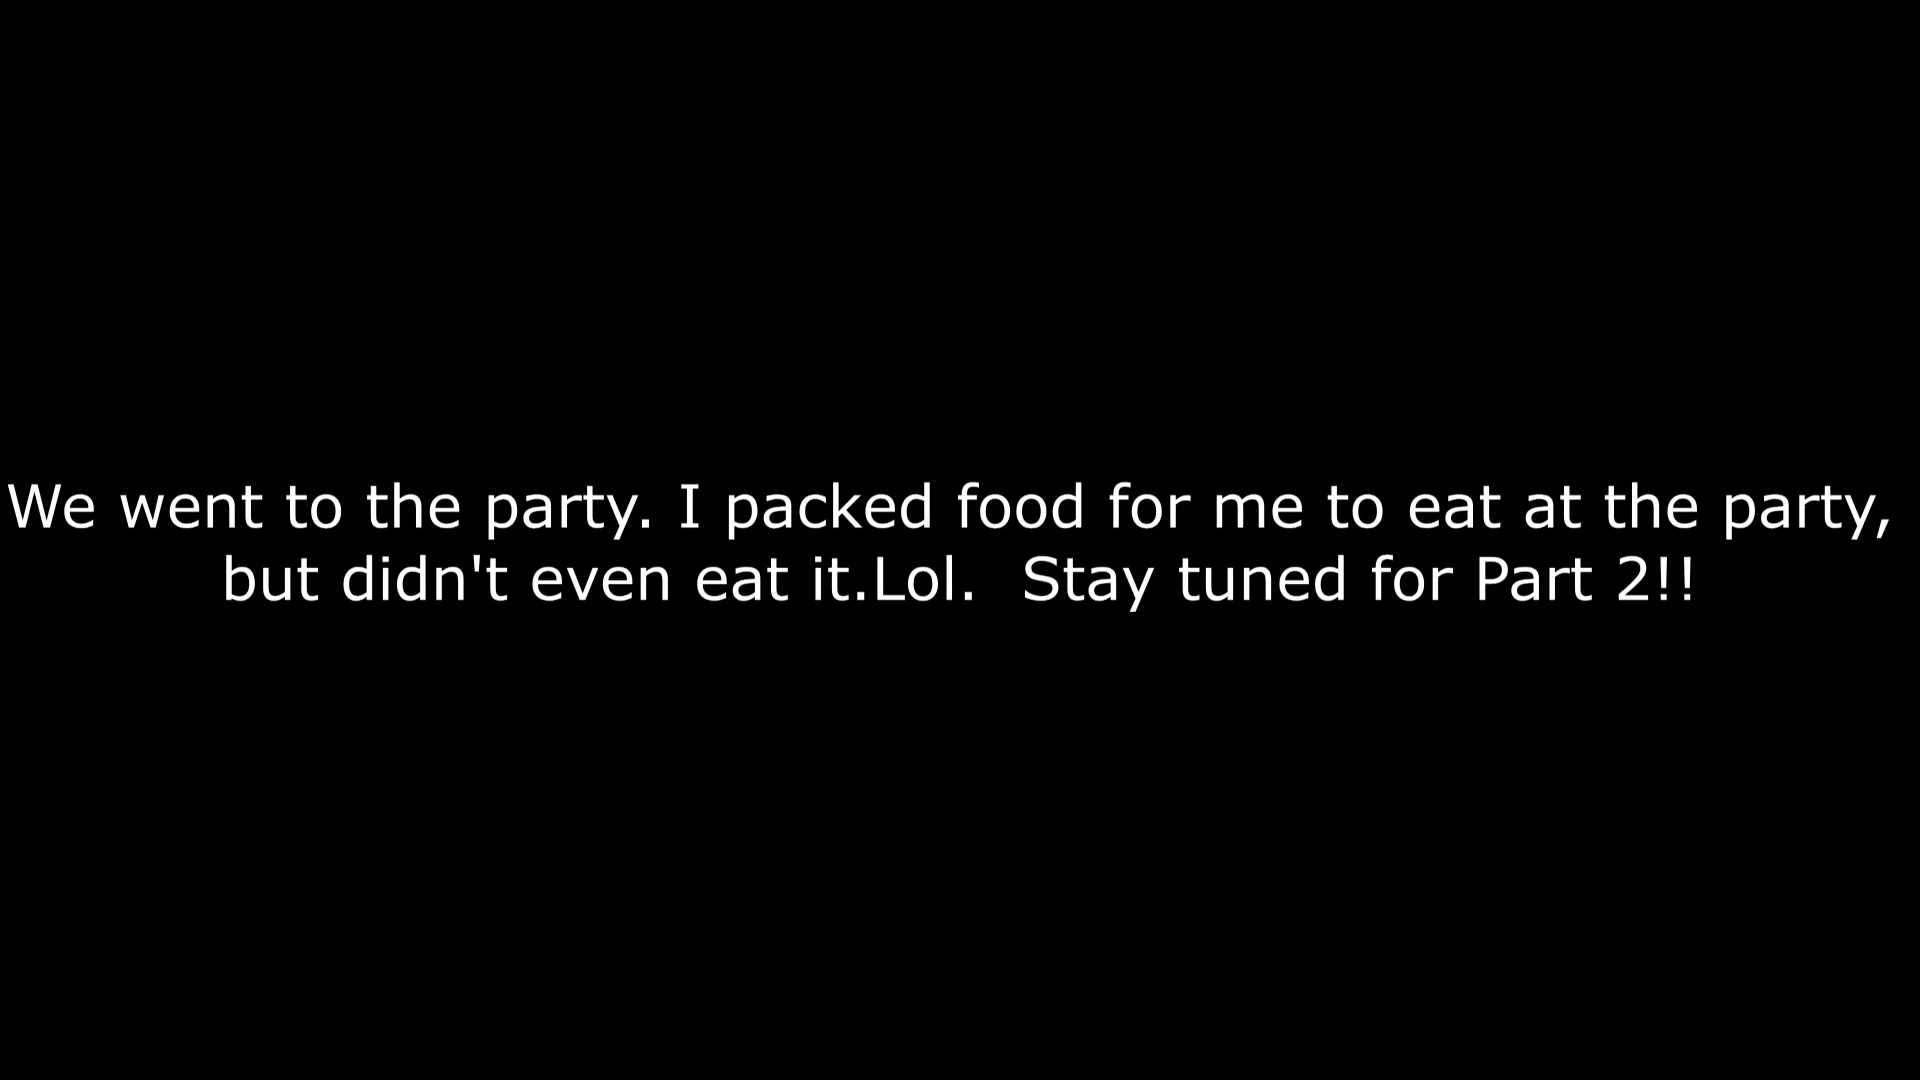 We went to the party. I packed food for me to eat at the party,
but didn't even eat it.Lol.  Stay tuned for Part 2!!